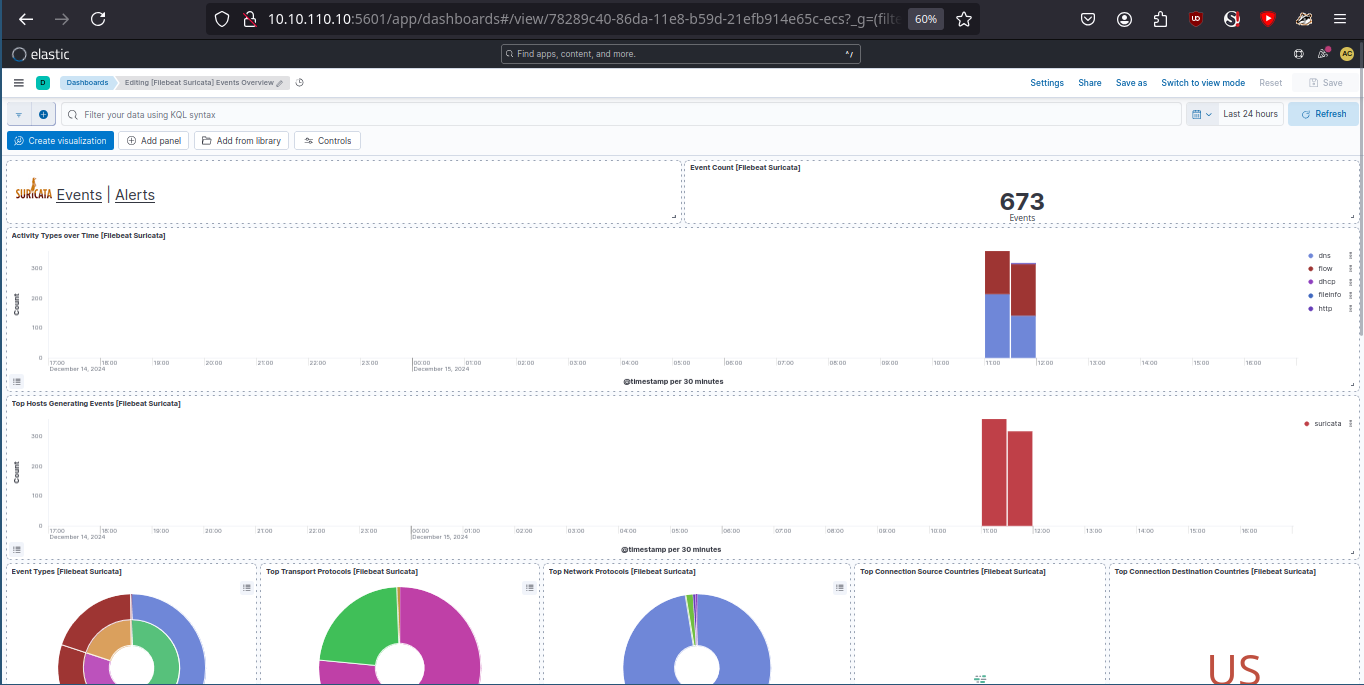 10.10.110.10:5601/app/dashboards#/view/78289c40-86da-11e8-b59d-21efb914e65c-ecs?_g=(filte
60%
elastic
Find apps, content, and more.
^/
AC
D
Dashboards
Editing [Filebeat Suricata] Events Overview
Settings
Share
Save as
Switch to view mode
Reset
Save
Filter your data using KQL syntax
Last 24 hours
Refresh
Create visualization
Add panel
Add from library
Controls
SURICATA
Events | Alerts
Event Count [Filebeat Suricata]
673
Events
Activity Types over Time [Filebeat Suricata]
Count
300
200
100
0
dns
flow
dhcp
fileinfo
http
17:00 18:00 19:00 20:00 21:00 22:00 23:00 00:00 01:00 02:00 03:00 04:00 05:00 06:00 07:00 08:00 09:00 10:00 11:00 12:00 13:00 14:00 15:00 16:00
December 14, 2024 December 15, 2024
@timestamp per 30 minutes
Top Hosts Generating Events [Filebeat Suricata]
Count
300
200
100
0
suricata
17:00 18:00 19:00 20:00 21:00 22:00 23:00 00:00 01:00 02:00 03:00 04:00 05:00 06:00 07:00 08:00 09:00 10:00 11:00 12:00 13:00 14:00 15:00 16:00
December 14, 2024 December 15, 2024
@timestamp per 30 minutes
Event Types [Filebeat Suricata]
Top Transport Protocols [Filebeat Suricata]
Top Network Protocols [Filebeat Suricata]
Top Connection Source Countries [Filebeat Suricata]
Top Connection Destination Countries [Filebeat Suricata]
US